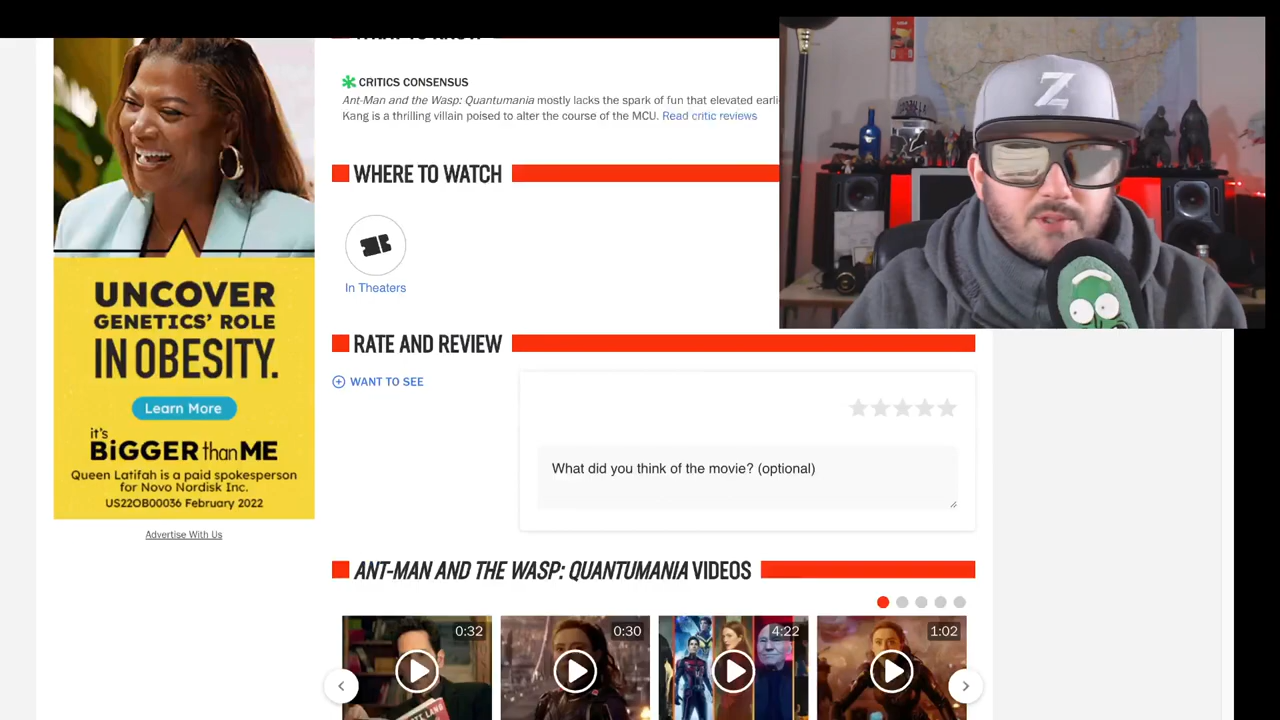 CRITICS CONSENSUS
Ant-Man and the Wasp: Quantumania mostly lacks the spark of fun that elevated
Kang is a thrilling villain poised to alter the course of the MCU. Read critic reviews
WHERE TO WATCH
In Theaters
RATE AND REVIEW
WANT TO SEE
What did you think of the movie? (optional)
ANT-MAN AND THE WASP: QUANTUMANIA VIDEOS
0:32
0:30
4:22
1:02
UNCOVER
GENETICS' ROLE
IN OBESITY.
Learn More
it's
BiGGER than ME
Queen Latifah is a paid spokesperson
for Novo Nordisk Inc.
US22OB00036 February 2022
Advertise With Us
Z